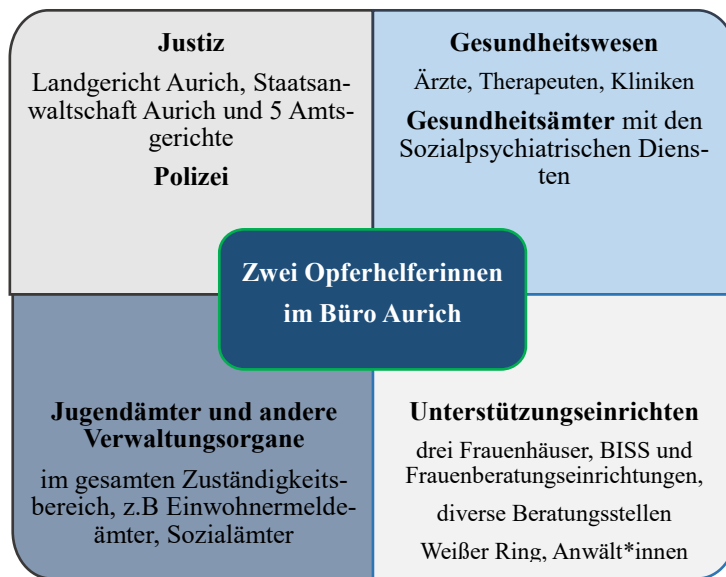 Justiz
Landgericht Aurich, Staatsan-
waltschaft Aurich und 5 Amts-
gerichte
Polizei
Gesundheitswesen
Ärzte, Therapeuten, Kliniken
Gesundheitsämter mit den
Sozialpsychiatrischen Diens-
ten
Zwei Opferhelferinnen
im Büro Aurich
Jugendämter und andere
Verwaltungsorgane
im gesamten Zuständigkeits-
bereich, z.B Einwohnermelde-
ämter, Sozialämter
Unterstützungseinrichten
drei Frauenhäuser, BISS und
Frauenberatungseinrichtungen,
diverse Beratungsstellen
Weißer Ring, Anwält*innen